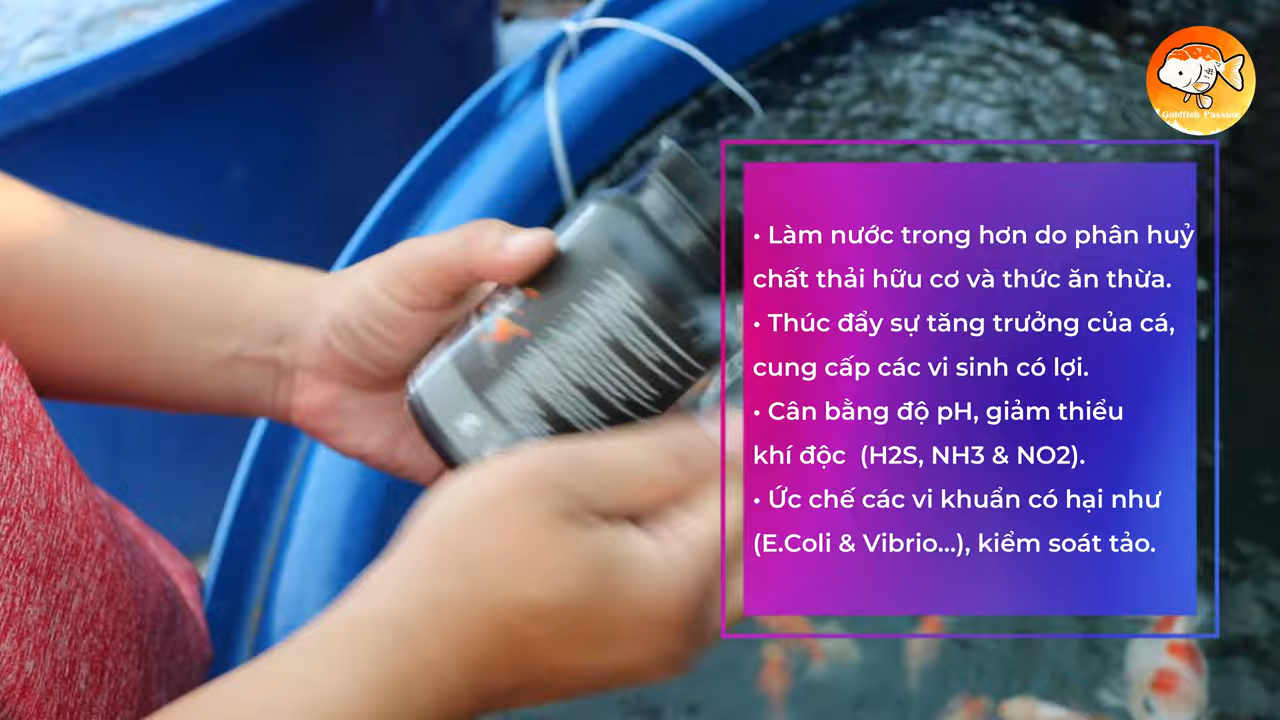 Goldfish Passion
• Làm nước trong hơn do phân huỷ
chất thải hữu cơ và thức ăn thừa.
• Thúc đẩy sự tăng trưởng của cá,
cung cấp các vi sinh có lợi.
• Cân bằng độ pH, giảm thiểu
khí độc  (H2S, NH3 & NO2).
• Ức chế các vi khuẩn có hại như
(E.Coli & Vibrio...), kiểm soát tảo.